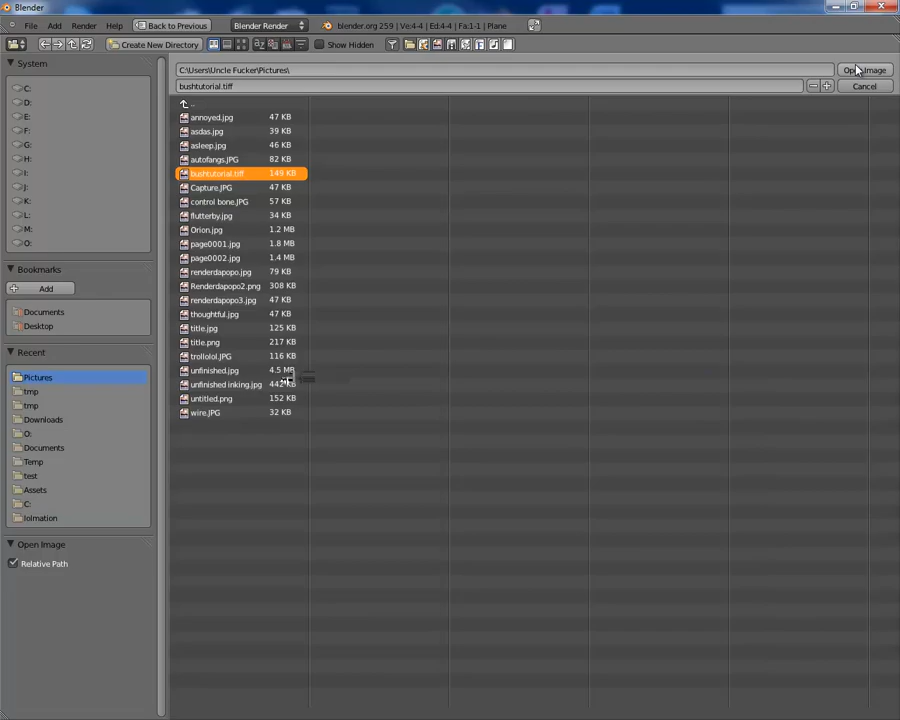 Blender
File Add Render Help Back to Previous Blender Render blender.org 259 | Ve:4-4 | Ed:4-4 | Fa:1-1 | Plane
Create New Directory Show Hidden
System
C:
D:
E:
F:
G:
H:
I:
J:
K:
L:
M:
O:
Bookmarks
Add
Documents
Desktop
Recent
Pictures
tmp
tmp
Downloads
O:
Documents
Temp
test
Assets
C:
lolmation
Open Image
Relative Path
C:\Users\Uncle Fucker\Pictures\ Open Image
bushtutorial.tiff Cancel
..
annoyed.jpg 47 KB
asdas.jpg 39 KB
asleep.jpg 46 KB
autofangs.JPG 82 KB
bushtutorial.tiff 149 KB
Capture.JPG 47 KB
control bone.JPG 57 KB
flutterby.jpg 34 KB
Orion.jpg 1.2 MB
page0001.jpg 1.8 MB
page0002.jpg 1.4 MB
renderdapopo.jpg 79 KB
Renderdapopo2.png 308 KB
renderdapopo3.jpg 47 KB
thoughtful.jpg 47 KB
title.jpg 125 KB
title.png 217 KB
trollolol.JPG 116 KB
unfinished.jpg 4.5 MB
unfinished inking.jpg KB
untitled.png 152 KB
wire.JPG 32 KB